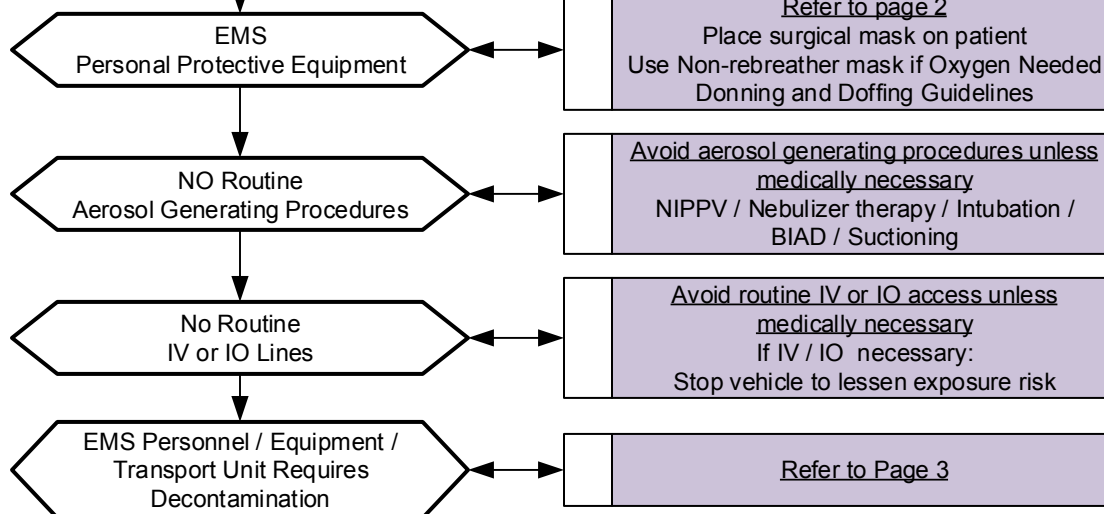 EMS
Personal Protective Equipment
Refer to page 2
Place surgical mask on patient
Use Non-rebreather mask if Oxygen Needed
Donning and Doffing Guidelines
NO Routine
Aerosol Generating Procedures
Avoid aerosol generating procedures unless
medically necessary
NIPPV / Nebulizer therapy / Intubation /
BIAD / Suctioning
No Routine
IV or IO Lines
Avoid routine IV or IO access unless
medically necessary
If IV / IO  necessary:
Stop vehicle to lessen exposure risk
EMS Personnel / Equipment /
Transport Unit Requires
Decontamination
Refer to Page 3